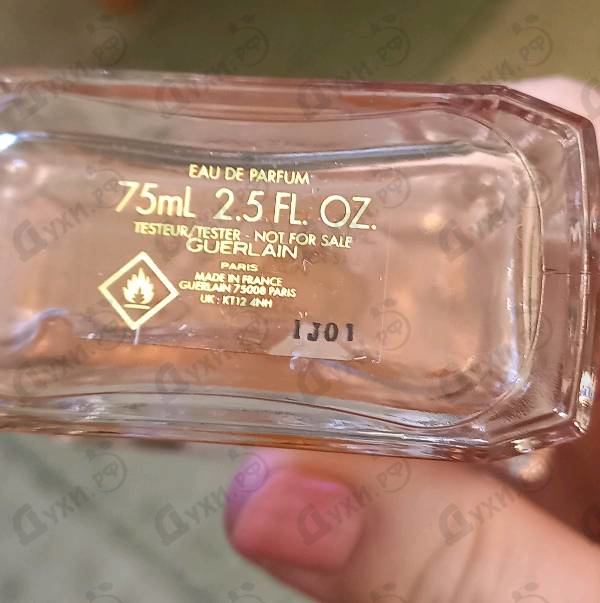 EAU DE PARFUM
75mL 2.5 FL. OZ.
TESTEUR/TESTER - NOT FOR SALE
GUERLAIN
PARIS
MADE IN FRANCE
GUERLAIN 75008 PARIS
UK : KT12 4NH
1J01
Духи.РФ